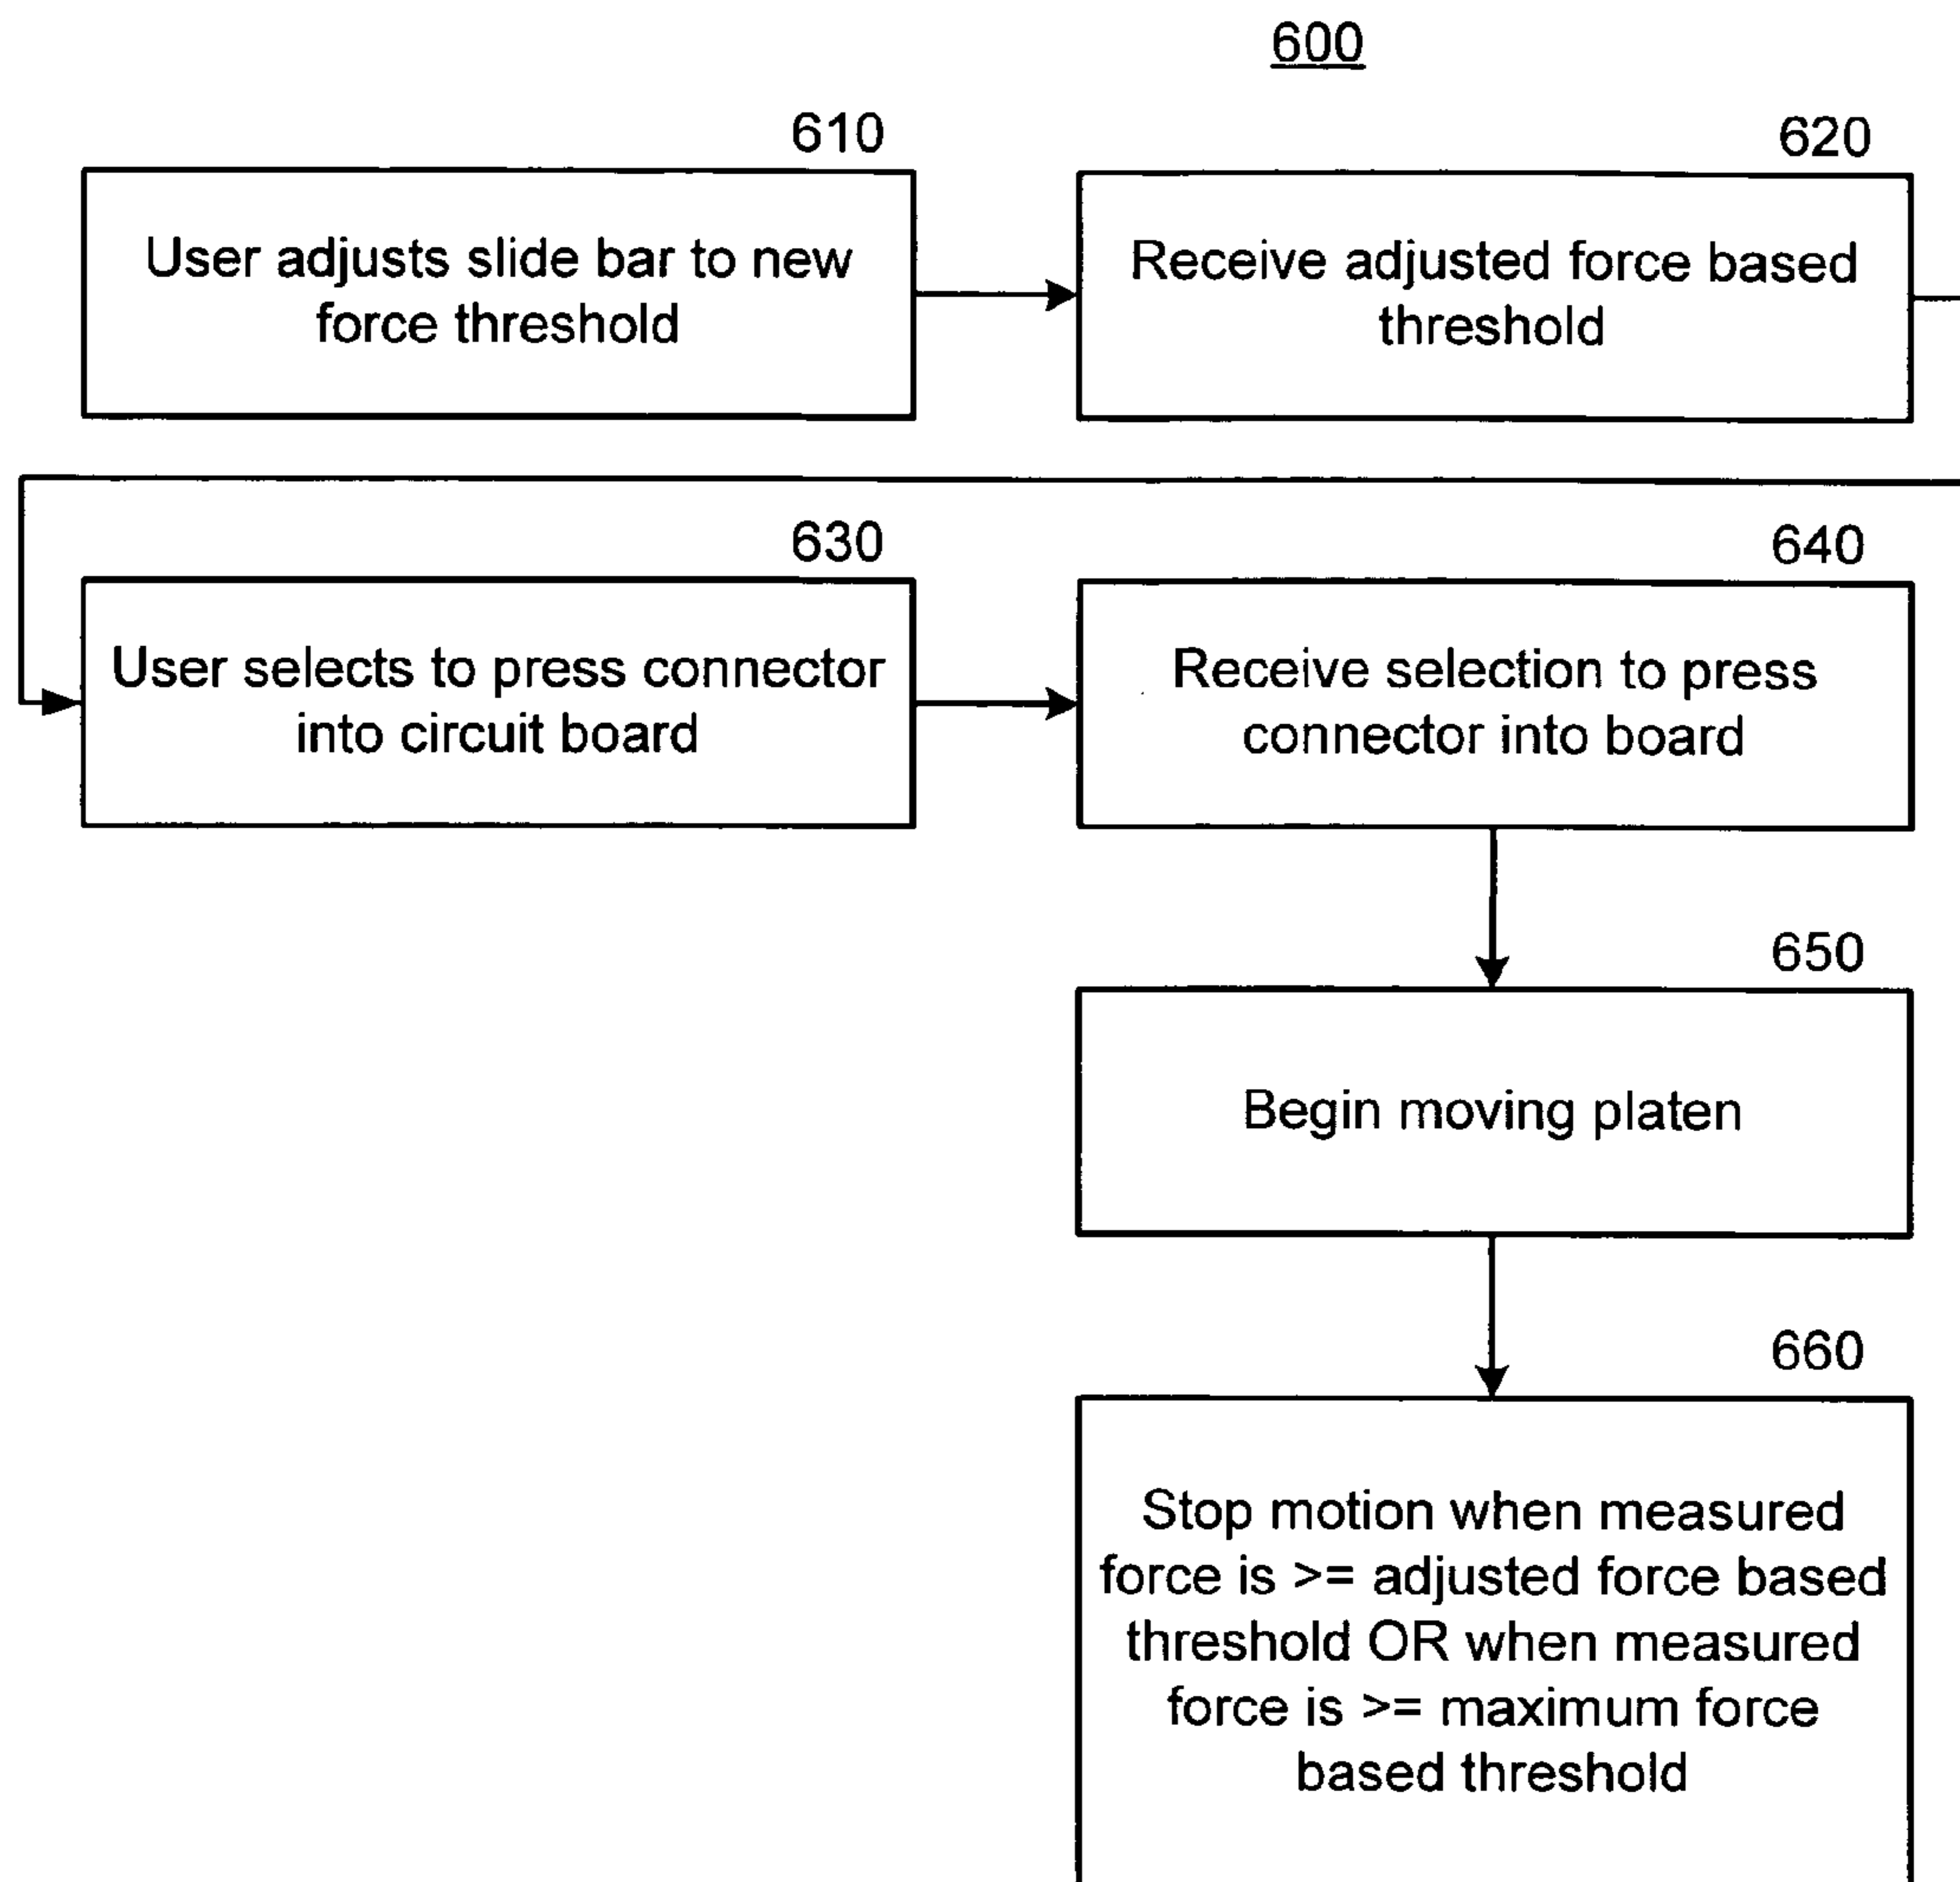 600
610
User adjusts slide bar to new
force threshold
620
Receive adjusted force based
threshold
630
User selects to press connector
into circuit board
640
Receive selection to press
connector into board
650
Begin moving platen
660
Stop motion when measured
force is >= adjusted force based
threshold OR when measured
force is >= maximum force
based threshold